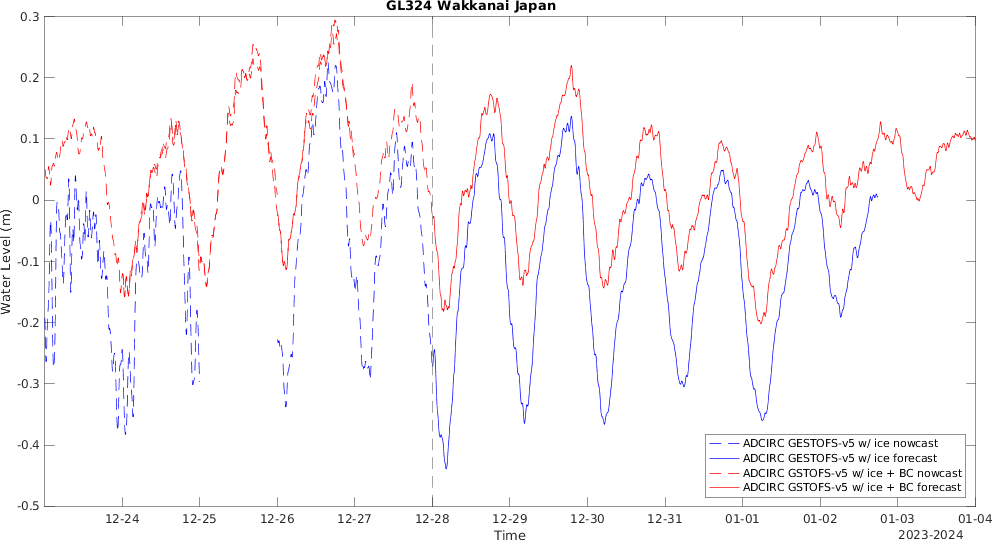 GL324 Wakkanai Japan
0.3
0.2
0.1
0
-0.1
-0.2
-0.3
-0.4
-0.5
Water Level (m)
ADCIRC GESTOFS-v5 w/ ice nowcast
ADCIRC GESTOFS-v5 w/ ice forecast
ADCIRC GSTOFS-v5 w/ ice + BC nowcast
ADCIRC GSTOFS-v5 w/ ice + BC forecast
12-24 12-25 12-26 12-27 12-28 12-29 12-30 12-31 01-01 01-02 01-03 01-04
Time
2023-2024